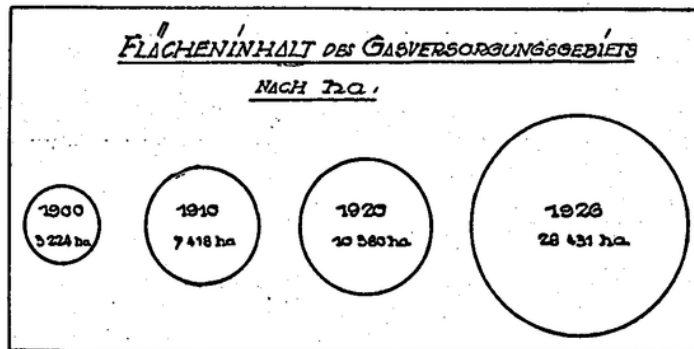 FLÄCHENINHALT DES GASVERSORGUNGSGEBIETS
NACH ha.
1900
3 224 ha
1910
7 418 ha
1920
10 ha
1926
28 431 ha